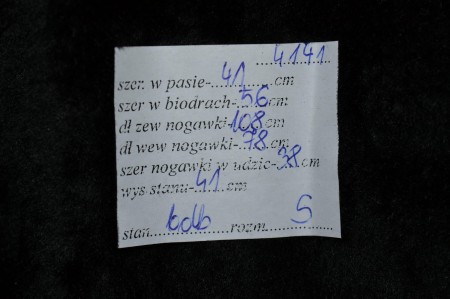 4141
szer. w pasie-41cm
szer w biodrach-56cm
dł zew nogawki-108cm
dł wew nogawki-78cm
szer nogawki w udzie-38cm
wys stanu-41cm
stan bdb rozm S